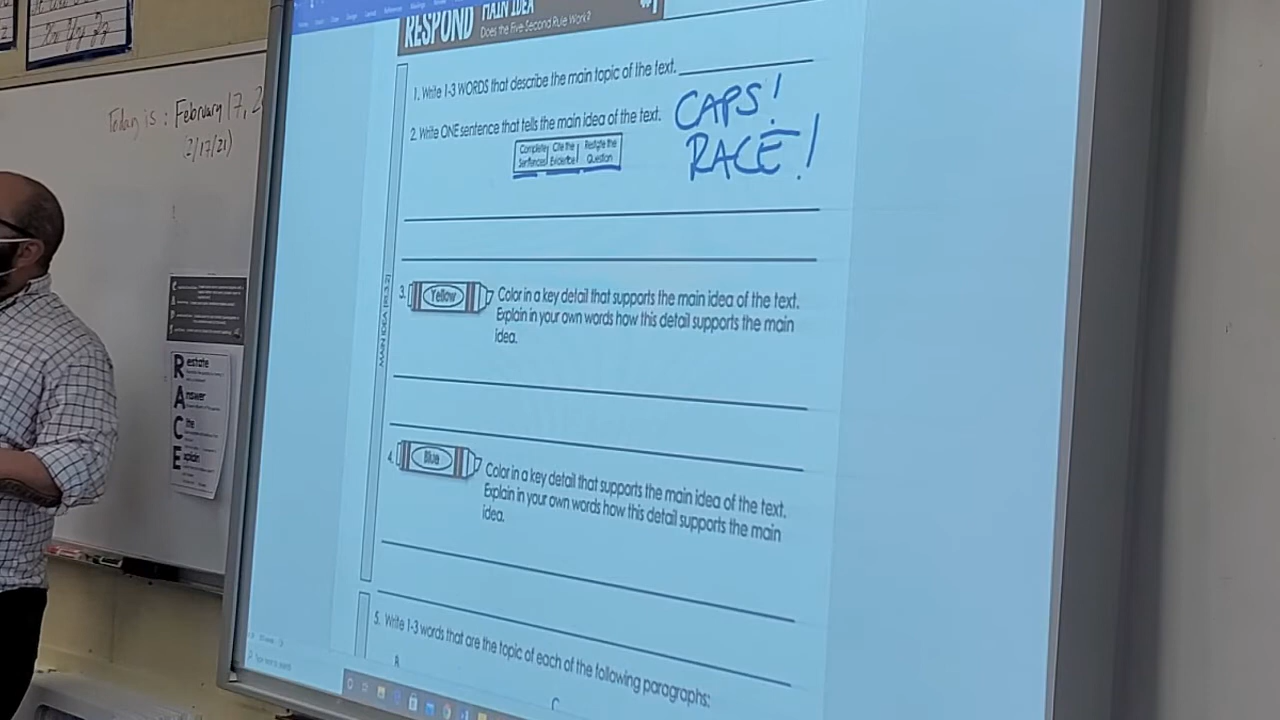 RESPOND
MAIN IDEA
Does the Five-Second Rule Work?
#1
1. Write 1-3 WORDS that describe the main topic of the text.
2. Write ONE sentence that tells the main idea of the text.
CAPS!
RACE!
Complete Sentences
Cite the Evidence
Restate the Question
MAIN IDEA (RI.3.2)
3. Yellow
Color in a key detail that supports the main idea of the text.
Explain in your own words how this detail supports the main
idea.
4. Blue
Color in a key detail that supports the main idea of the text.
Explain in your own words how this detail supports the main
idea.
5. Write 1-3 words that are the topic of each of the following paragraphs:
Today is: February 17, 2
(2/17/21)
Restate
Answer
Cite
Explain